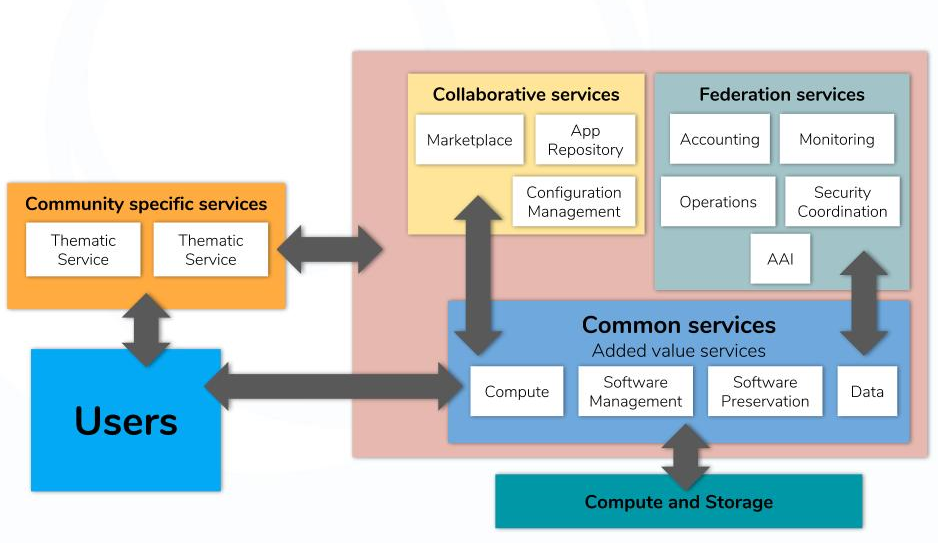 Collaborative services
Marketplace
App
Repository
Configuration
Management
Federation services
Accounting
Monitoring
Operations
Security
Coordination
AAI
Community specific services
Thematic
Service
Thematic
Service
Users
Common services
Added value services
Compute
Software
Management
Software
Preservation
Data
Compute and Storage